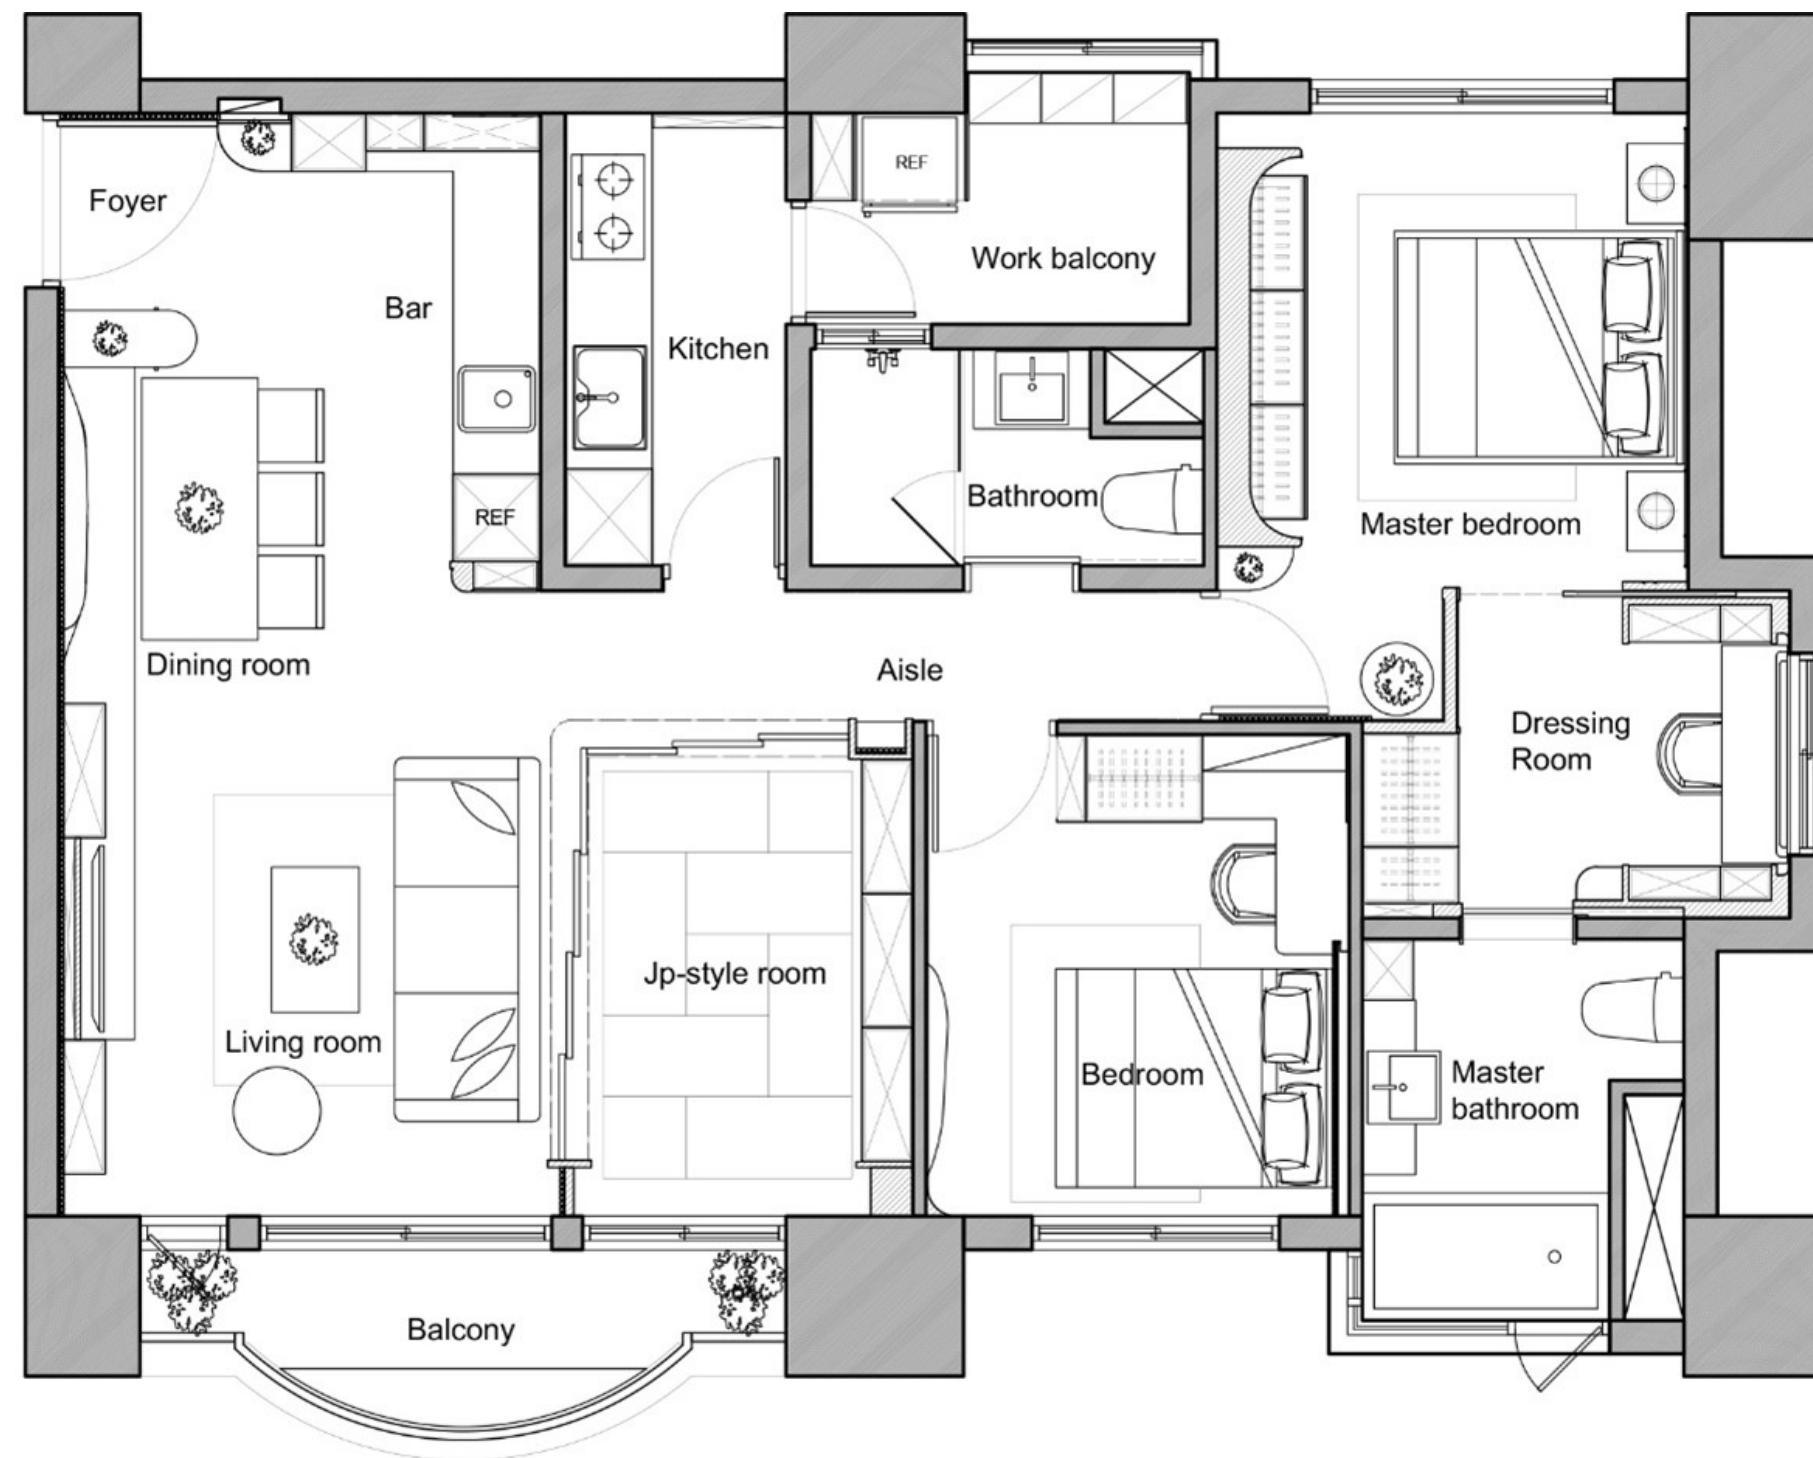 REF
Foyer
Work balcony
Bar
Kitchen
Bathroom
REF
Master bedroom
Dining room
Aisle
Dressing
Room
Jp-style room
Living room
Bedroom
Master
bathroom
Balcony